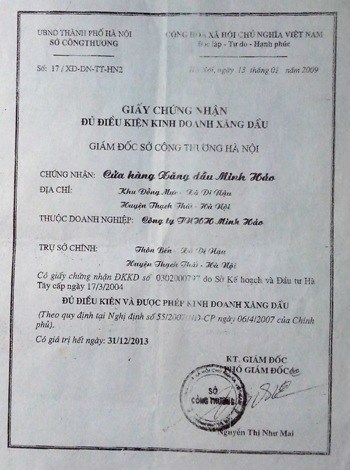 UBND THÀNH PHỐ HÀ NỘI
SỞ CÔNG THƯƠNG
CỘNG HÒA XÃ HỘI CHỦ NGHĨA VIỆT NAM
Độc lập - Tự do - Hạnh phúc
Số: 17 / XD-DN-TT-HN2
Hà Nội, ngày 13 tháng 01 năm 2009
GIẤY CHỨNG NHẬN
ĐỦ ĐIỀU KIỆN KINH DOANH XĂNG DẦU
GIÁM ĐỐC SỞ CÔNG THƯƠNG HÀ NỘI
CHỨNG NHẬN: Cửa hàng Xăng dầu Minh Hảo
ĐỊA CHỈ: Khu Đồng - Xã Dị Nậu
Huyện Thạch Thất - Hà Nội
THUỘC DOANH NGHIỆP: Công ty TNHH Minh Hảo
TRỤ SỞ CHÍNH: Thôn Bến - Xã Dị Nậu
Huyện Thạch Thất - Hà Nội
Có giấy chứng nhận ĐKKD số do Sở Kế hoạch và Đầu tư Hà
Tây cấp ngày 17/3/2004
ĐỦ ĐIỀU KIỆN VÀ ĐƯỢC PHÉP KINH DOANH XĂNG DẦU
(Theo quy định tại Nghị định số 55/2007/NĐ-CP ngày 06/4/2007 của Chính
phủ).
Có giá trị hết ngày: 31/12/2013
KT. GIÁM ĐỐC
PHÓ GIÁM ĐỐC
SỞ
CÔNG THƯƠNG
Nguyễn Thị Như Mai